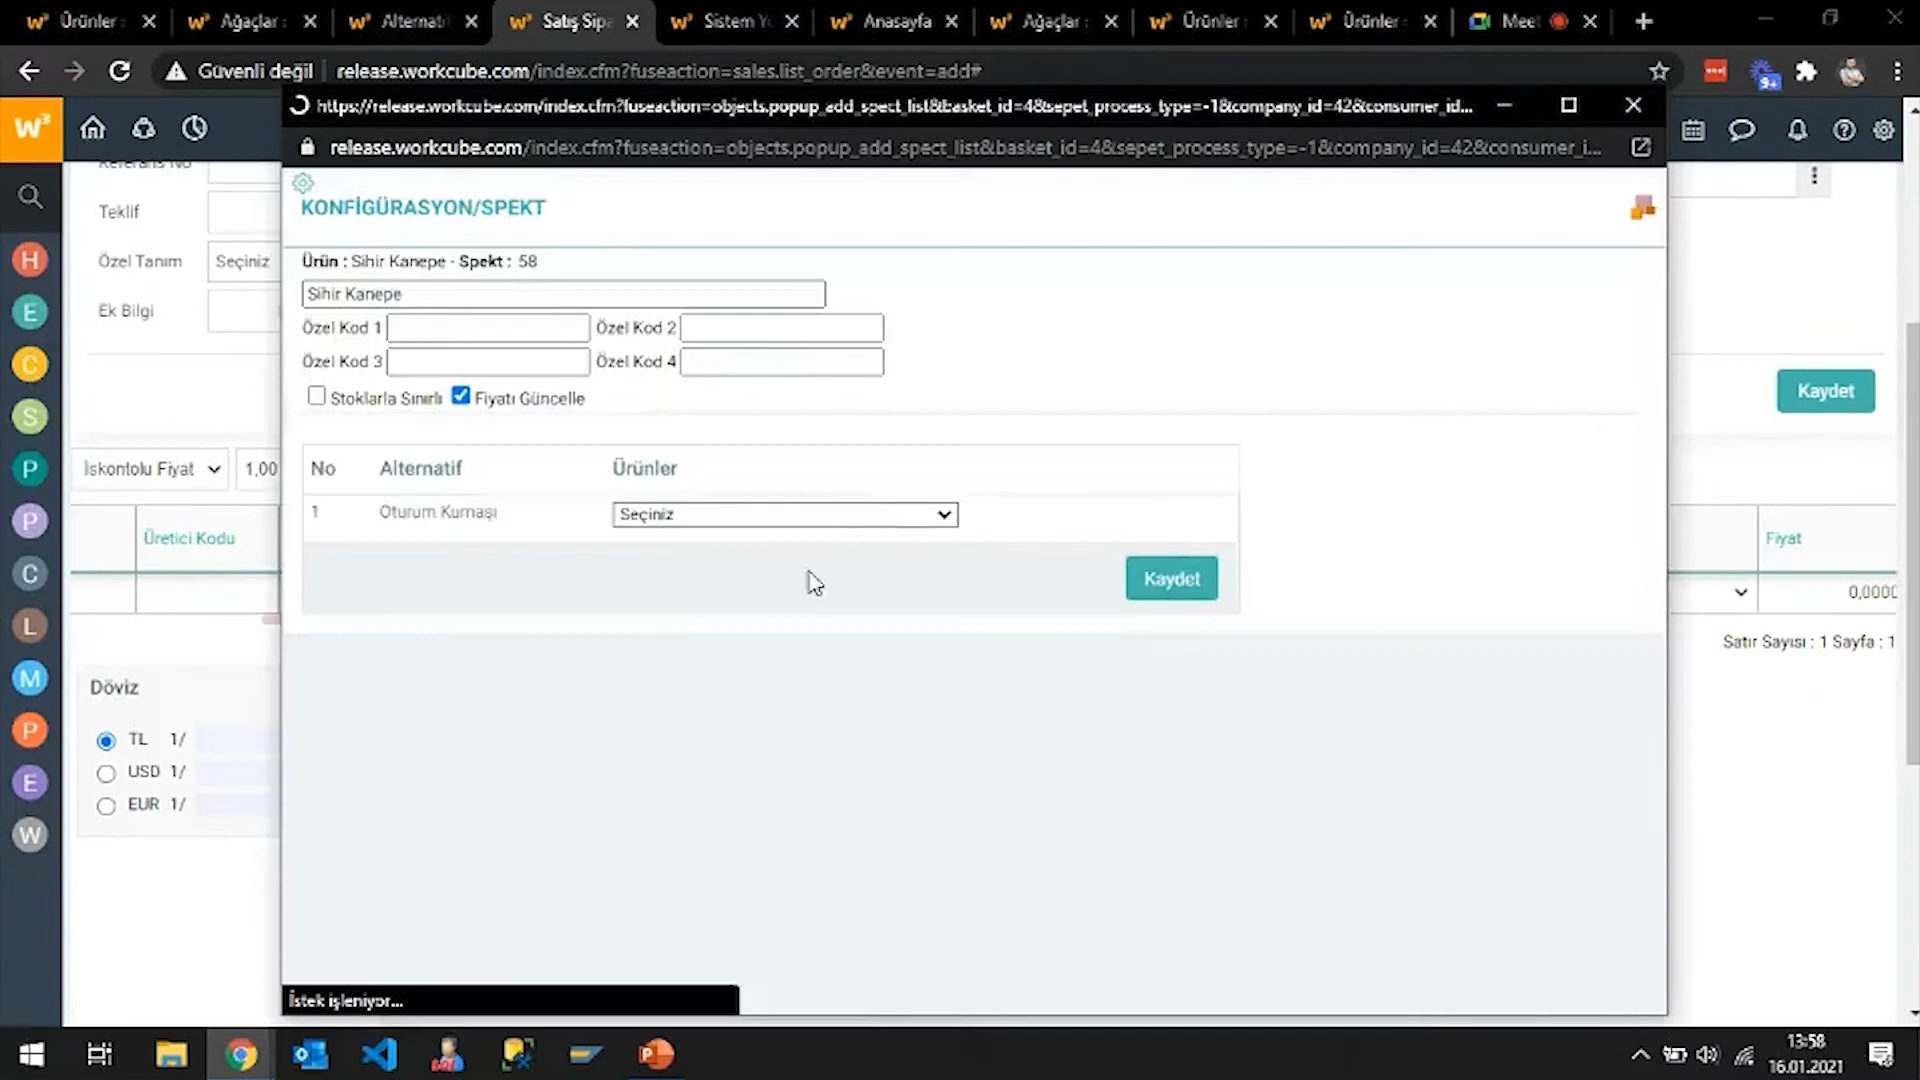 Ürünler
Ağaçlar
Alternati
Satış Sipa
Sistem Yö
Anasayfa
Ağaçlar
Ürünler
Ürünler
Meet
Güvenli değil
release.workcube.com/index.cfm?fuseaction=sales.list_order&event=add#
https://release.workcube.com/index.cfm?fuseaction=objects.popup_add_spect_list&basket_id=4&sepet_process_type=-1&company_id=42&consumer_id...
release.workcube.com/index.cfm?fuseaction=objects.popup_add_spect_list&basket_id=4&sepet_process_type=-1&company_id=42&consumer_i...
W³
9+
Referans No
Teklif
Özel Tanım
Seçiniz
Ek Bilgi
KONFİGÜRASYON/SPEKT
Ürün : Sihir Kanepe - Spekt : 58
Sihir Kanepe
Özel Kod 1
Özel Kod 2
Özel Kod 3
Özel Kod 4
Stoklarla Sınırlı
Fiyatı Güncelle
Kaydet
İskontolu Fiyat
1,00
No
Alternatif
Ürünler
1
Oturum Kumaşı
Seçiniz
Kaydet
Üretici Kodu
Fiyat
0,0000
Satır Sayısı : 1 Sayfa : 1
Döviz
TL 1/
USD 1/
EUR 1/
H
E
C
S
P
P
C
L
M
P
E
W
İstek işleniyor...
13:58
16.01.2021